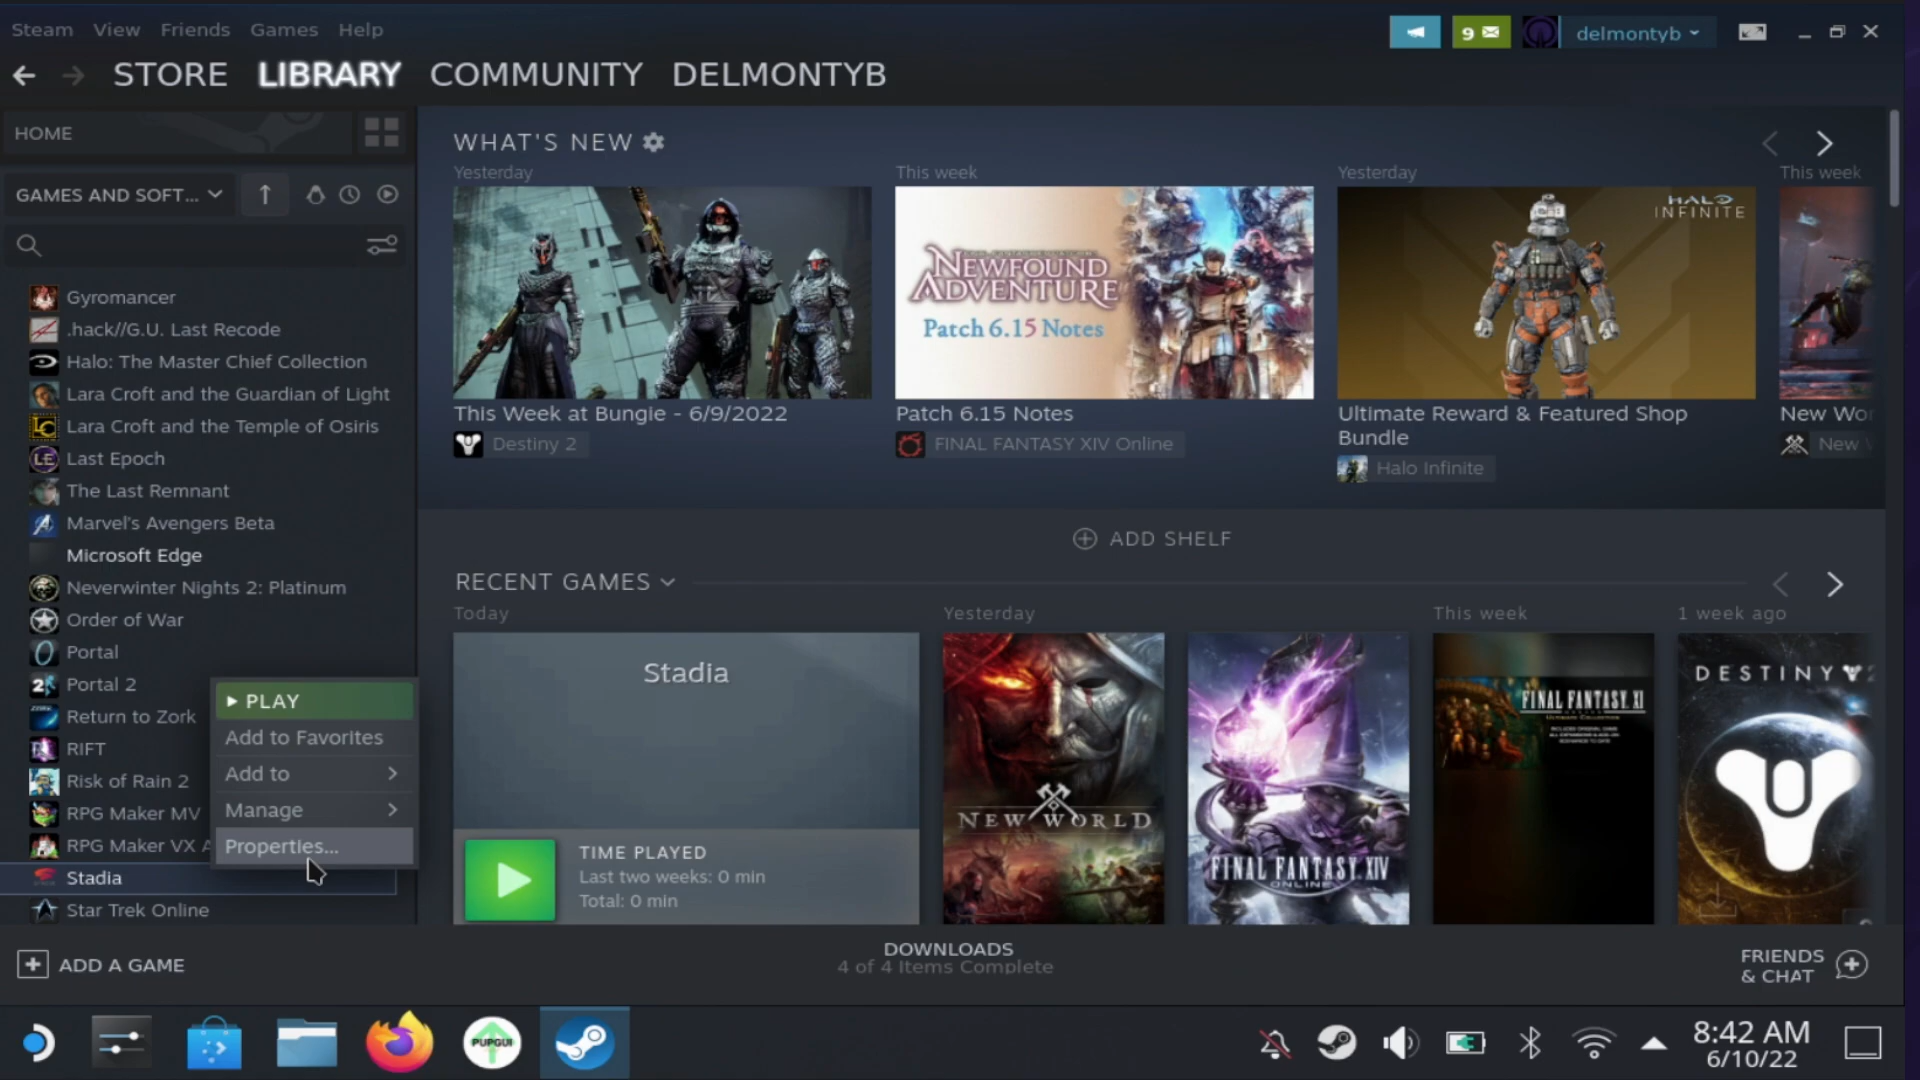 Steam View Friends Games Help
9
delmontyb
STORE LIBRARY COMMUNITY DELMONTYB
HOME
GAMES AND SOFT...
Gyromancer
.hack//G.U. Last Recode
Halo: The Master Chief Collection
Lara Croft and the Guardian of Light
Lara Croft and the Temple of Osiris
Last Epoch
The Last Remnant
Marvel's Avengers Beta
Microsoft Edge
Neverwinter Nights 2: Platinum
Order of War
Portal
Portal 2
Return to Zork
RIFT
Risk of Rain 2
RPG Maker MV
RPG Maker VX A
Stadia
Star Trek Online
PLAY
Add to Favorites
Add to
Manage
Properties...
WHAT'S NEW
Yesterday
This Week at Bungie - 6/9/2022
Destiny 2
This week
NEWFOUND
ADVENTURE
Patch 6.15 Notes
Patch 6.15 Notes
FINAL FANTASY XIV Online
Yesterday
HALO
INFINITE
Ultimate Reward & Featured Shop
Bundle
Halo Infinite
This week
New Wor
New
ADD SHELF
RECENT GAMES
Today
Stadia
TIME PLAYED
Last two weeks: 0 min
Total: 0 min
Yesterday
NEW WORLD
FINAL FANTASY XIV
ONLINE
This week
FINAL FANTASY XI
ULTIMATE COLLECTION
1 week ago
DESTINY 2
ADD A GAME
DOWNLOADS
4 of 4 Items Complete
FRIENDS
& CHAT
PUPGUI
8:42 AM
6/10/22